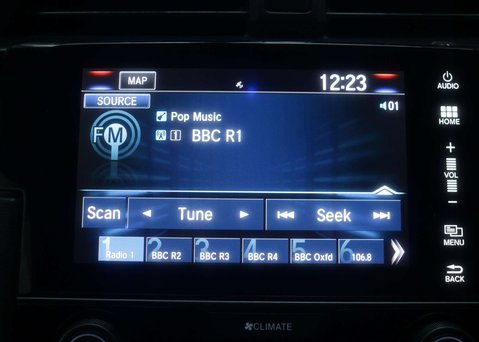 MAP
12:23
AUDIO
SOURCE
01
HOME
FM
Pop Music
A 1 BBC R1
+
VOL
−
Scan
Tune
Seek
MENU
1 Radio 1
2 BBC R2
3 BBC R3
4 BBC R4
5 BBC Oxfd
6 106.8
BACK
CLIMATE